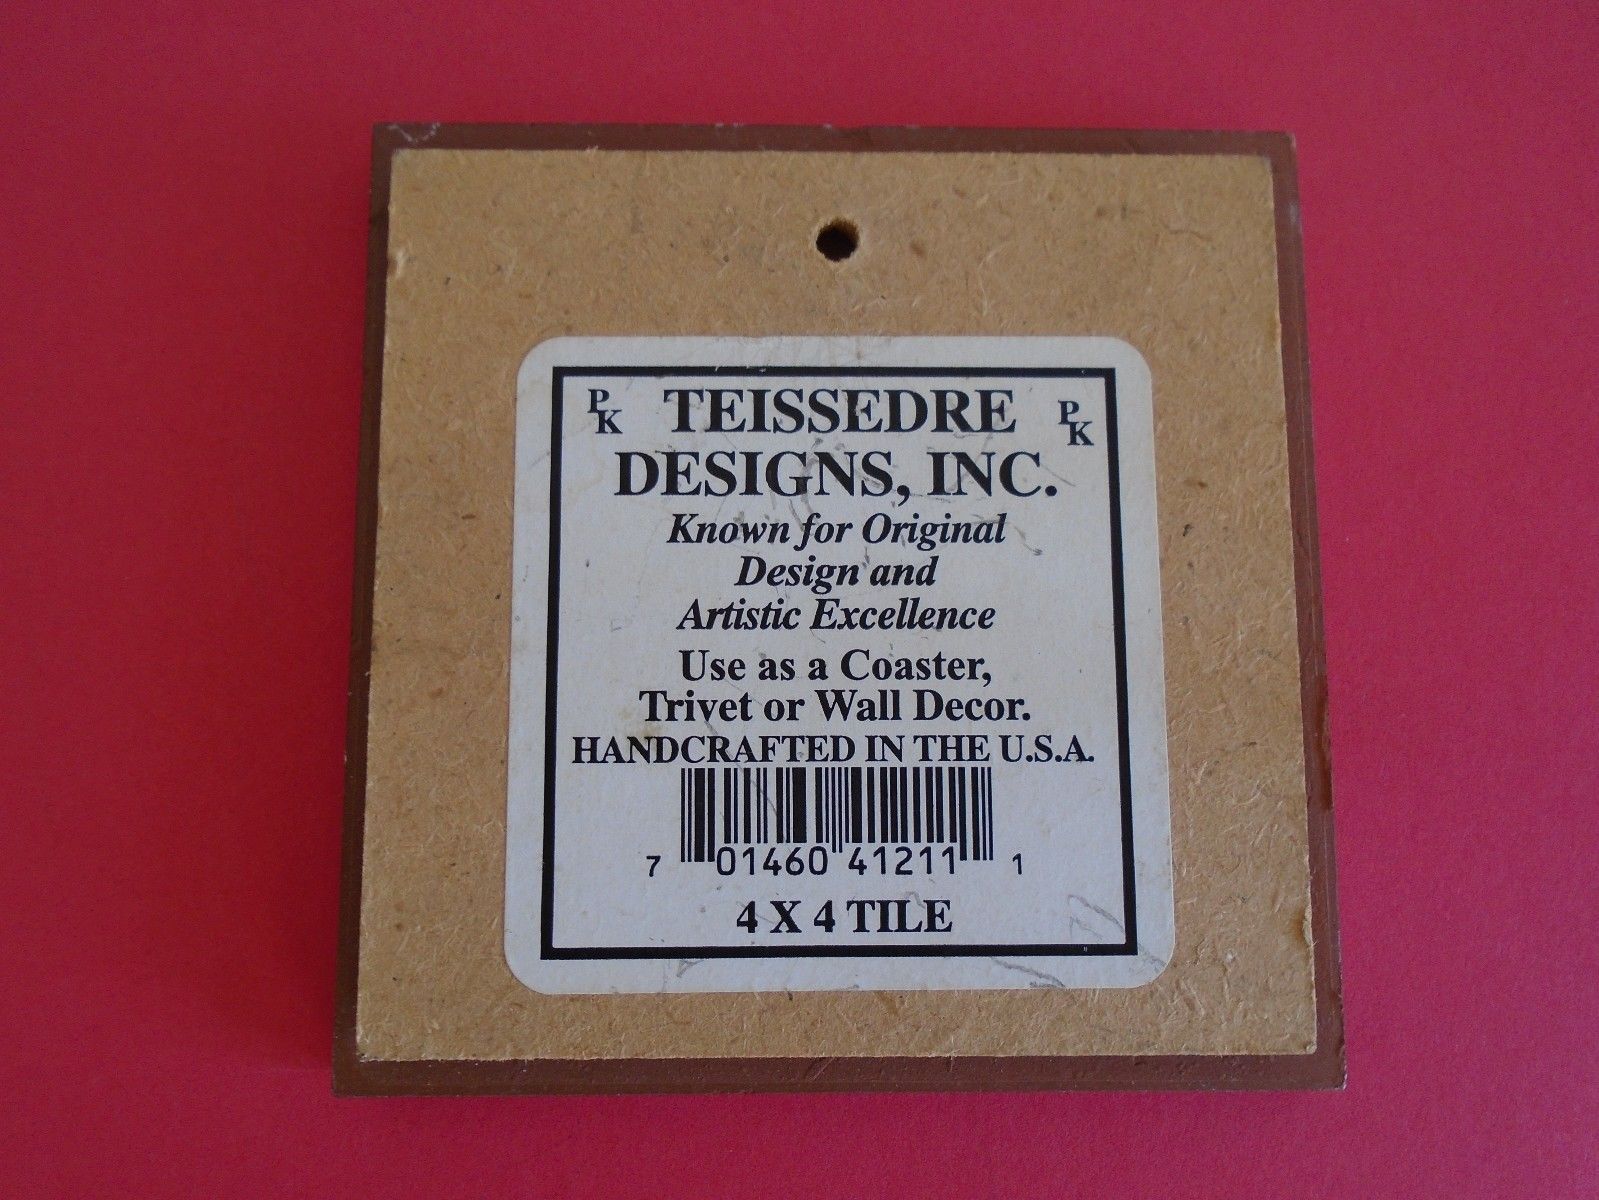 PK TEISSEDRE PK
DESIGNS, INC.
Known for Original
Design and
Artistic Excellence
Use as a Coaster,
Trivet or Wall Decor.
HANDCRAFTED IN THE U.S.A.
7 01460 41211 1
4 X 4 TILE